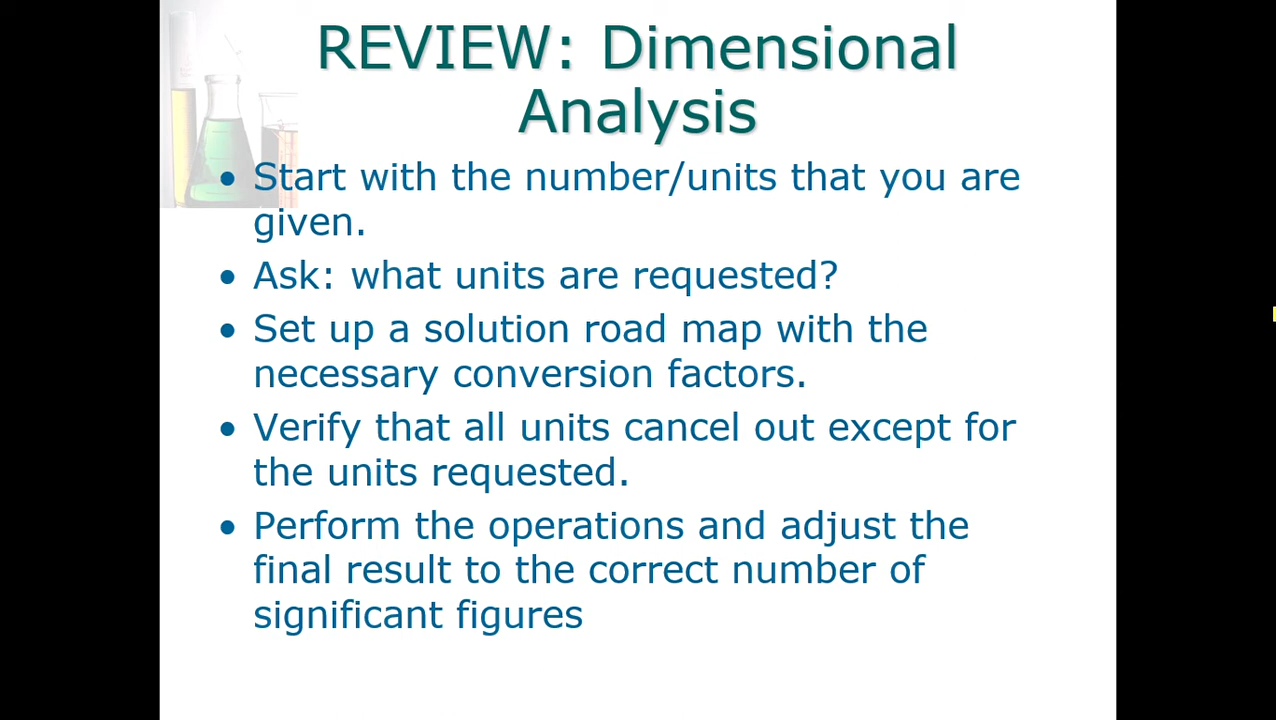 REVIEW: Dimensional
Analysis
• Start with the number/units that you are
given.
• Ask: what units are requested?
• Set up a solution road map with the
necessary conversion factors.
• Verify that all units cancel out except for
the units requested.
• Perform the operations and adjust the
final result to the correct number of
significant figures